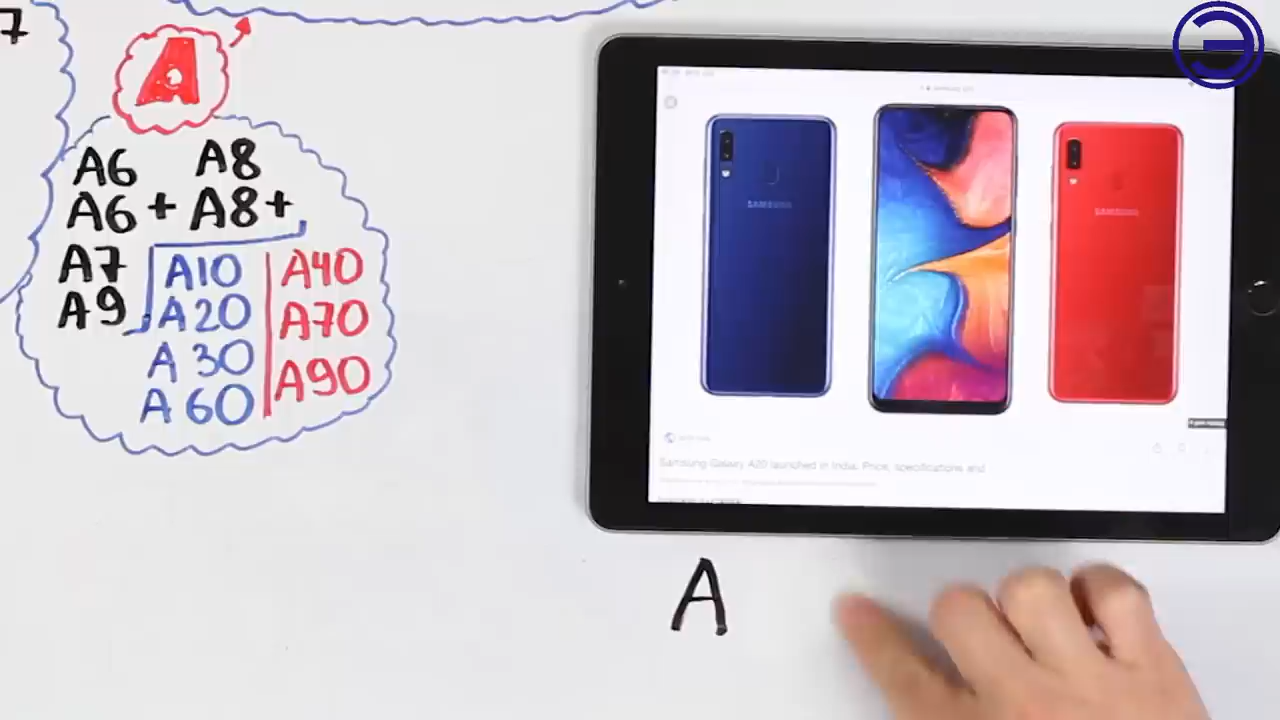 7
A
A6 A8
A6+ A8+
A7
A9
A10
A20
A30
A60
A40
A70
A90
SAMSUNG
SAMSUNG
Samsung Galaxy A20 launched in India. Price, specifications and
A